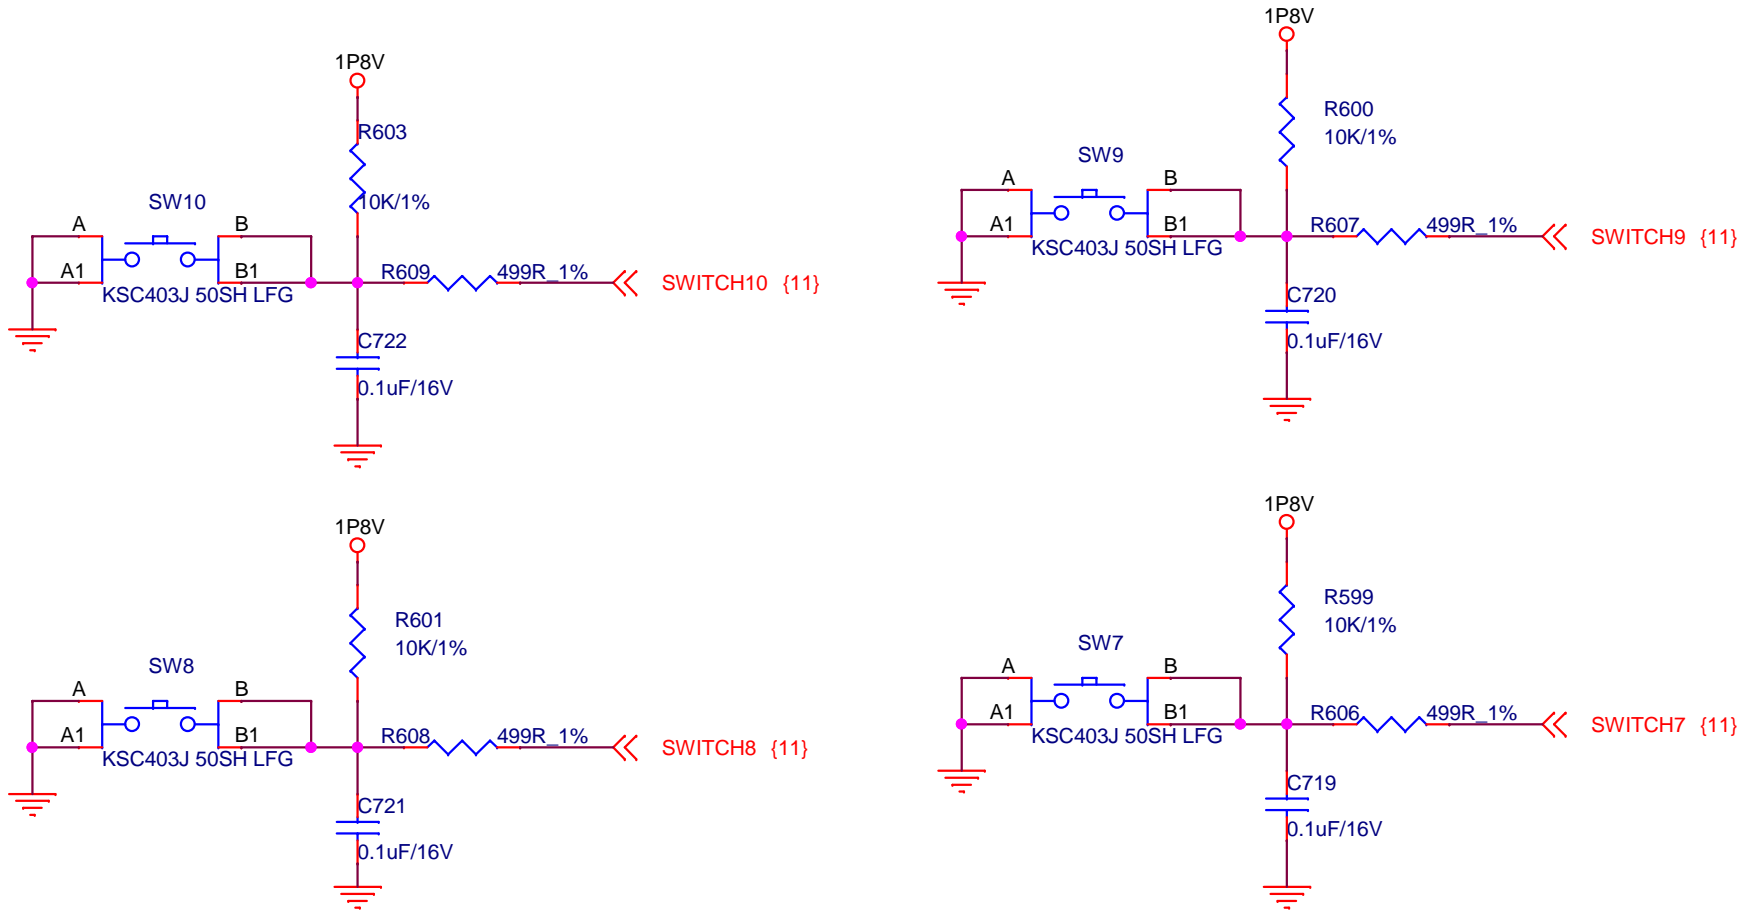 1P8V
R603
10K/1%
SW10
A
B
A1
B1
KSC403J 50SH LFG
R609
499R_1%
SWITCH10 {11}
C722
0.1uF/16V
1P8V
R600
10K/1%
SW9
A
B
A1
B1
KSC403J 50SH LFG
R607
499R_1%
SWITCH9 {11}
C720
0.1uF/16V
1P8V
R601
10K/1%
SW8
A
B
A1
B1
KSC403J 50SH LFG
R608
499R_1%
SWITCH8 {11}
C721
0.1uF/16V
1P8V
R599
10K/1%
SW7
A
B
A1
B1
KSC403J 50SH LFG
R606
499R_1%
SWITCH7 {11}
C719
0.1uF/16V